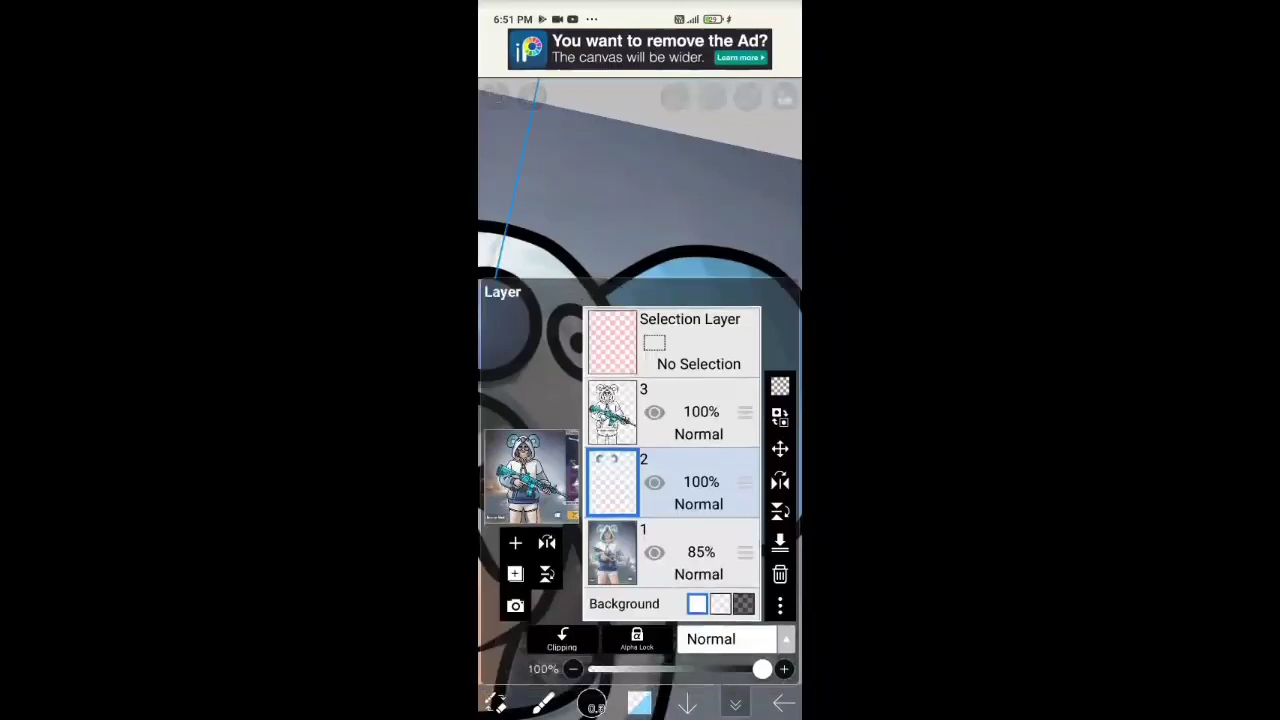 6:51 PM
You want to remove the Ad?
The canvas will be wider. Learn more
Layer
Selection Layer
No Selection
3
100%
Normal
2
100%
Normal
1
85%
Normal
Background
Clipping
Alpha Lock
Normal
100%